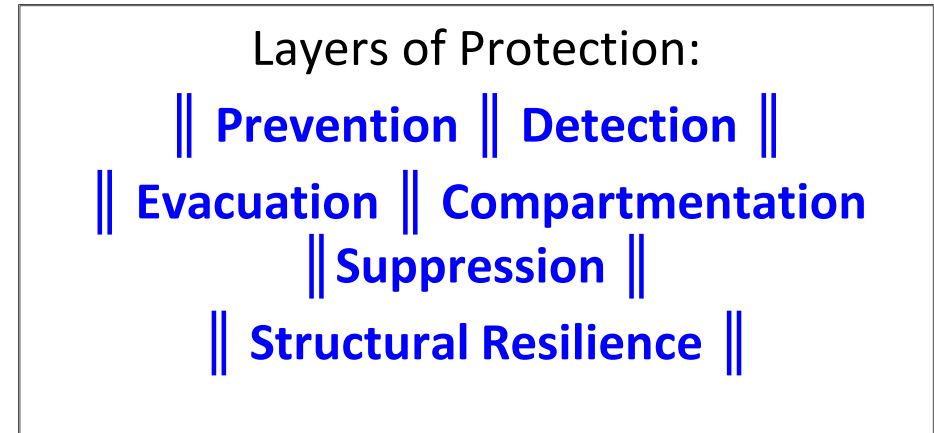 Layers of Protection:
║ Prevention ║ Detection ║
║ Evacuation ║ Compartmentation
║Suppression ║
║ Structural Resilience ║